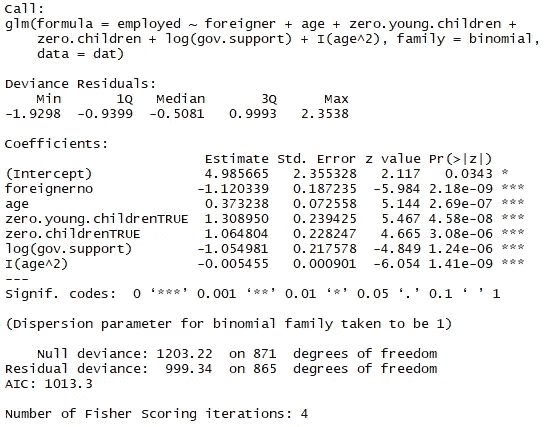 Call:
glm(formula = employed ~ foreigner + age + zero.young.children +
    zero.children + log(gov.support) + I(age^2), family = binomial,
    data = dat)

Deviance Residuals:
    Min      1Q  Median      3Q     Max
-1.9298 -0.9399 -0.5081  0.9993  2.3538

Coefficients:
                         Estimate Std. Error z value Pr(>|z|)
(Intercept)              4.985665   2.355328   2.117   0.0343 *
foreignerno             -1.120339   0.187235  -5.984 2.18e-09 ***
age                      0.373238   0.072558   5.144 2.69e-07 ***
zero.young.childrenTRUE  1.308950   0.239425   5.467 4.58e-08 ***
zero.childrenTRUE        1.064804   0.228247   4.665 3.08e-06 ***
log(gov.support)        -1.054981   0.217578  -4.849 1.24e-06 ***
I(age^2)                -0.005455   0.000901  -6.054 1.41e-09 ***
---
Signif. codes:  0 ‘***’ 0.001 ‘**’ 0.01 ‘*’ 0.05 ‘.’ 0.1 ‘ ’ 1

(Dispersion parameter for binomial family taken to be 1)

    Null deviance: 1203.22  on 871  degrees of freedom
Residual deviance:  999.34  on 865  degrees of freedom
AIC: 1013.3

Number of Fisher Scoring iterations: 4